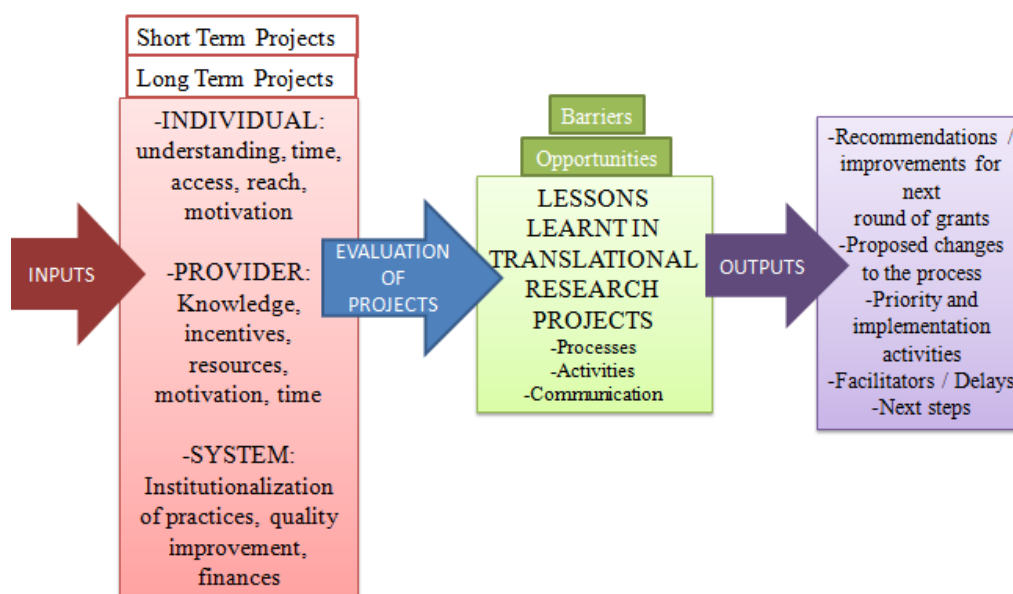 Short Term Projects
Long Term Projects
-INDIVIDUAL:
understanding, time,
access, reach,
motivation
-PROVIDER:
Knowledge,
incentives,
resources,
motivation, time
-SYSTEM:
Institutionalization
of practices, quality
improvement,
finances
INPUTS
EVALUATION
OF
PROJECTS
Barriers
Opportunities
LESSONS
LEARNT IN
TRANSLATIONAL
RESEARCH
PROJECTS
-Processes
-Activities
-Communication
OUTPUTS
-Recommendations /
improvements for
next
round of grants
-Proposed changes
to the process
-Priority and
implementation
activities
-Facilitators / Delays
-Next steps